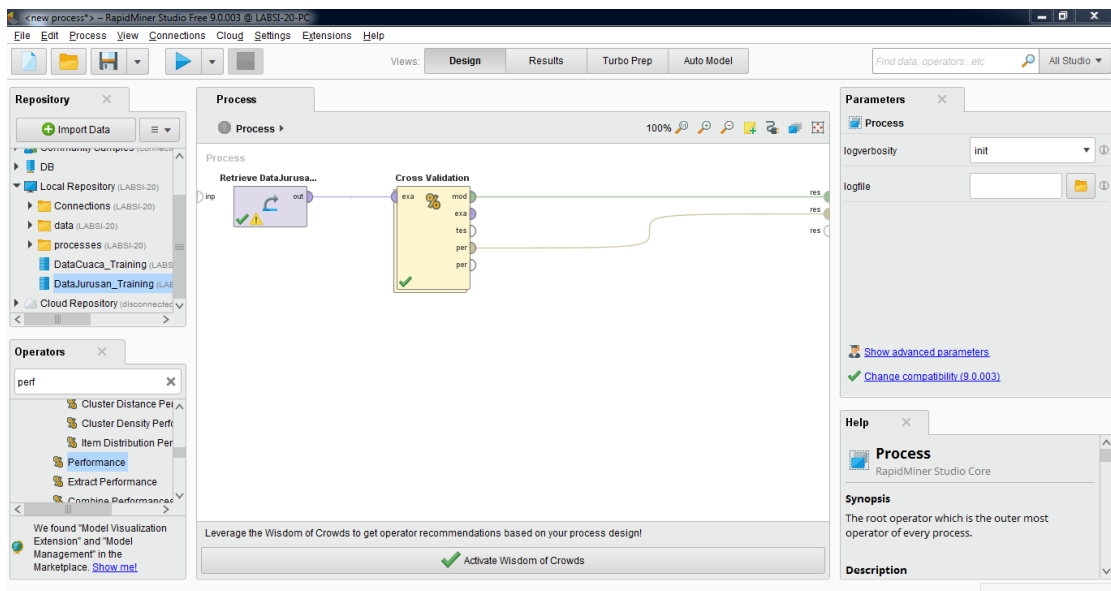 <new process*> – RapidMiner Studio Free 9.0.003 @ LABSI-20-PC
File Edit Process View Connections Cloud Settings Extensions Help
Views: Design Results Turbo Prep Auto Model
Find data, operators...etc
All Studio
Repository
Import Data
DB
Local Repository (LABSI-20)
Connections (LABSI-20)
data (LABSI-20)
processes (LABSI-20)
DataCuaca_Training (LABS
DataJurusan_Training (LAE
Cloud Repository (disconnected
Operators
perf
Cluster Distance Per
Cluster Density Perfo
Item Distribution Per
Performance
Extract Performance
Combine Performances
We found "Model Visualization
Extension" and "Model
Management" in the
Marketplace. Show me!
Process
Process
100%
Process
Retrieve DataJurusa...
inp
out
Cross Validation
exa
mod
exa
tes
per
per
res
res
res
Leverage the Wisdom of Crowds to get operator recommendations based on your process design!
Activate Wisdom of Crowds
Parameters
Process
logverbosity
init
logfile
Show advanced parameters
Change compatibility (9.0.003)
Help
Process
RapidMiner Studio Core
Synopsis
The root operator which is the outer most
operator of every process.
Description